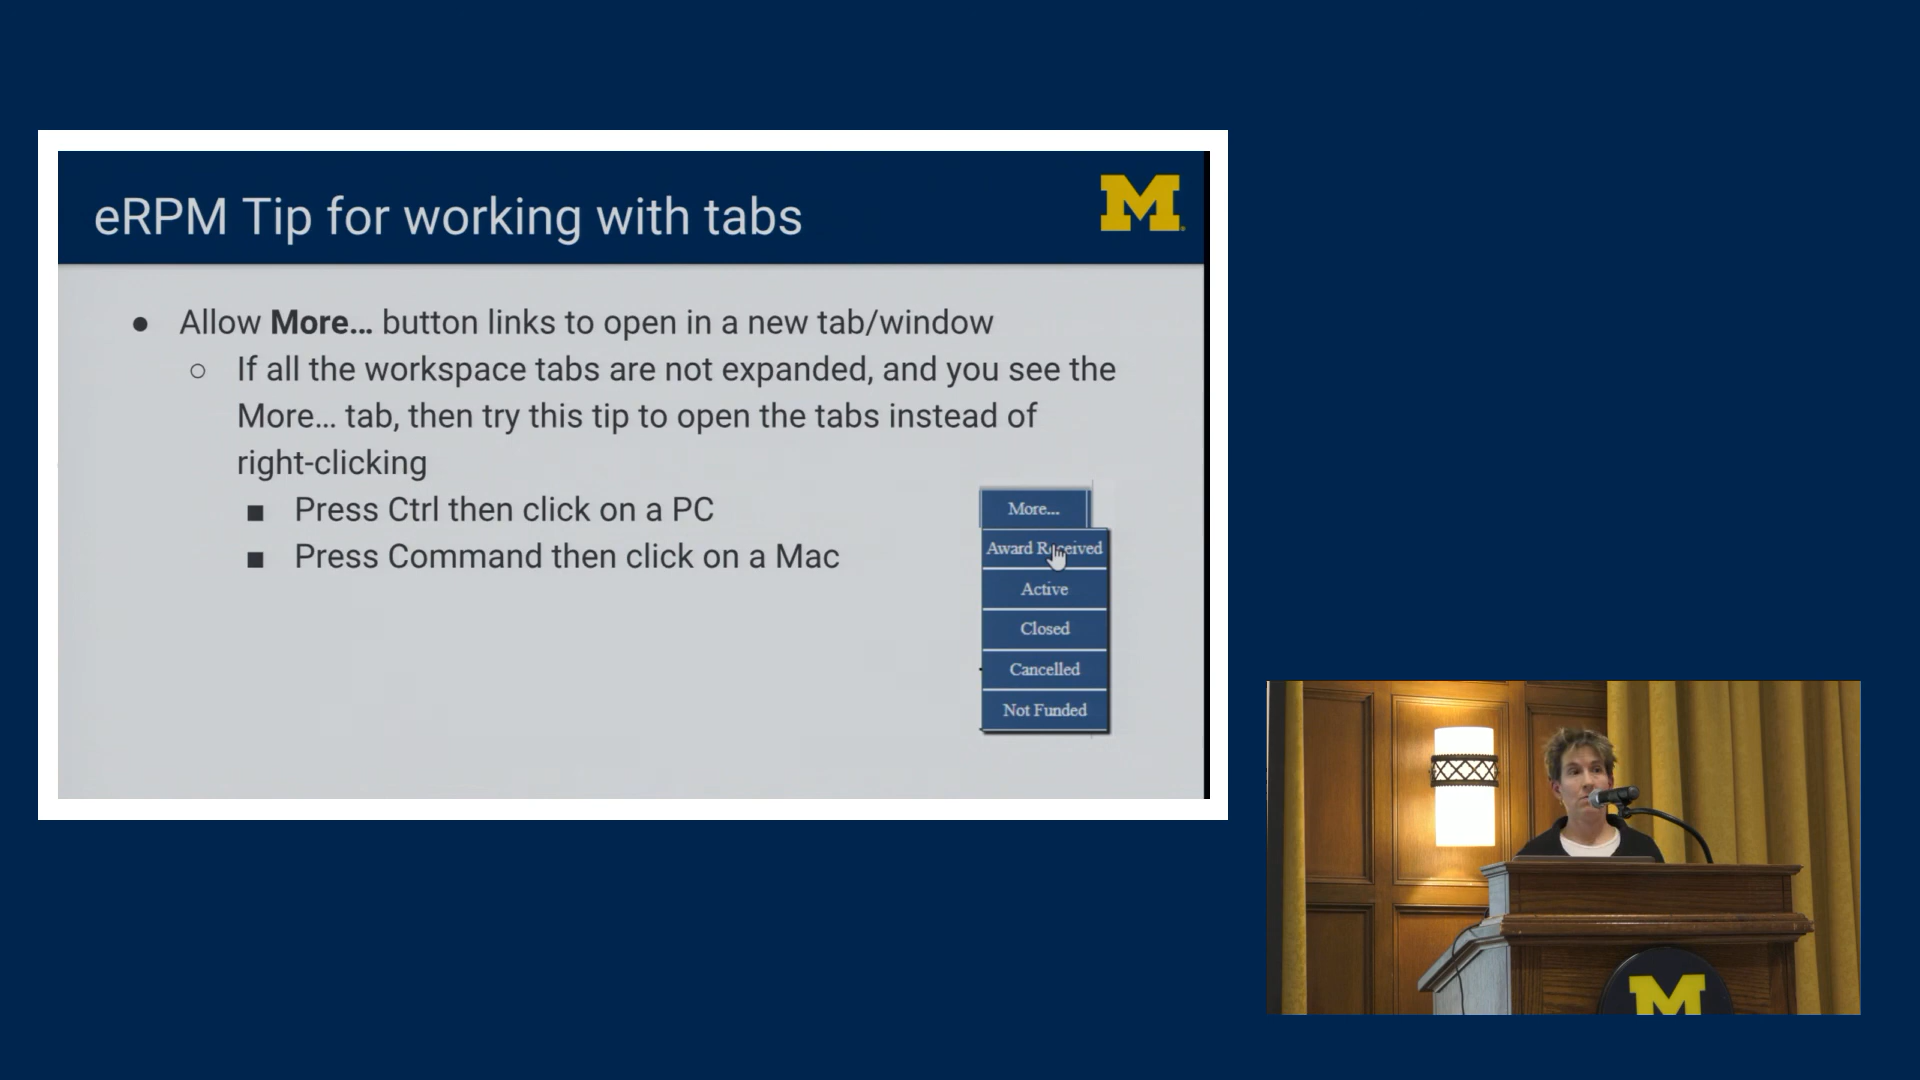 eRPM Tip for working with tabs
M
● Allow More... button links to open in a new tab/window
○ If all the workspace tabs are not expanded, and you see the
More... tab, then try this tip to open the tabs instead of
right-clicking
■ Press Ctrl then click on a PC
■ Press Command then click on a Mac
More...
Award Received
Active
Closed
Cancelled
Not Funded
M